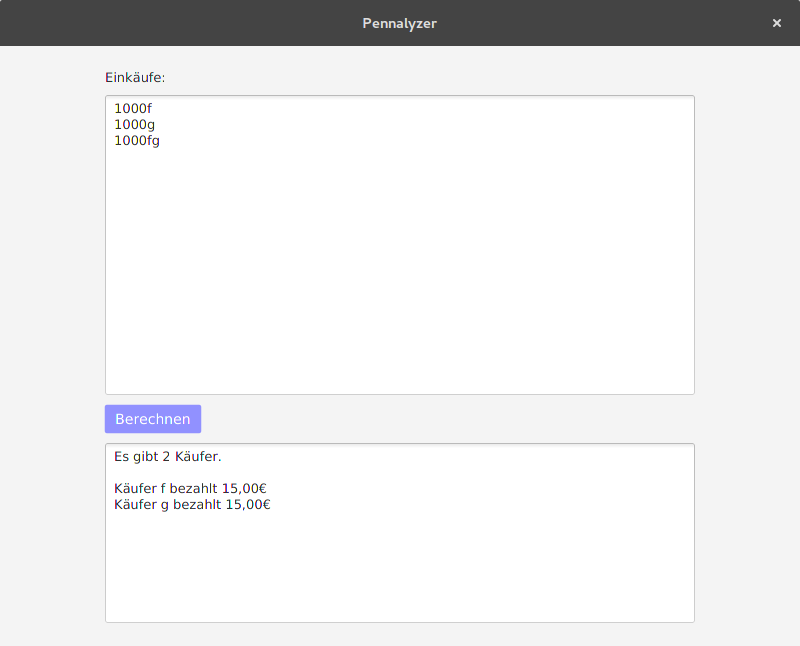 Pennalyzer
Einkäufe:
1000f
1000g
1000fg
Berechnen
Es gibt 2 Käufer.
Käufer f bezahlt 15,00€
Käufer g bezahlt 15,00€